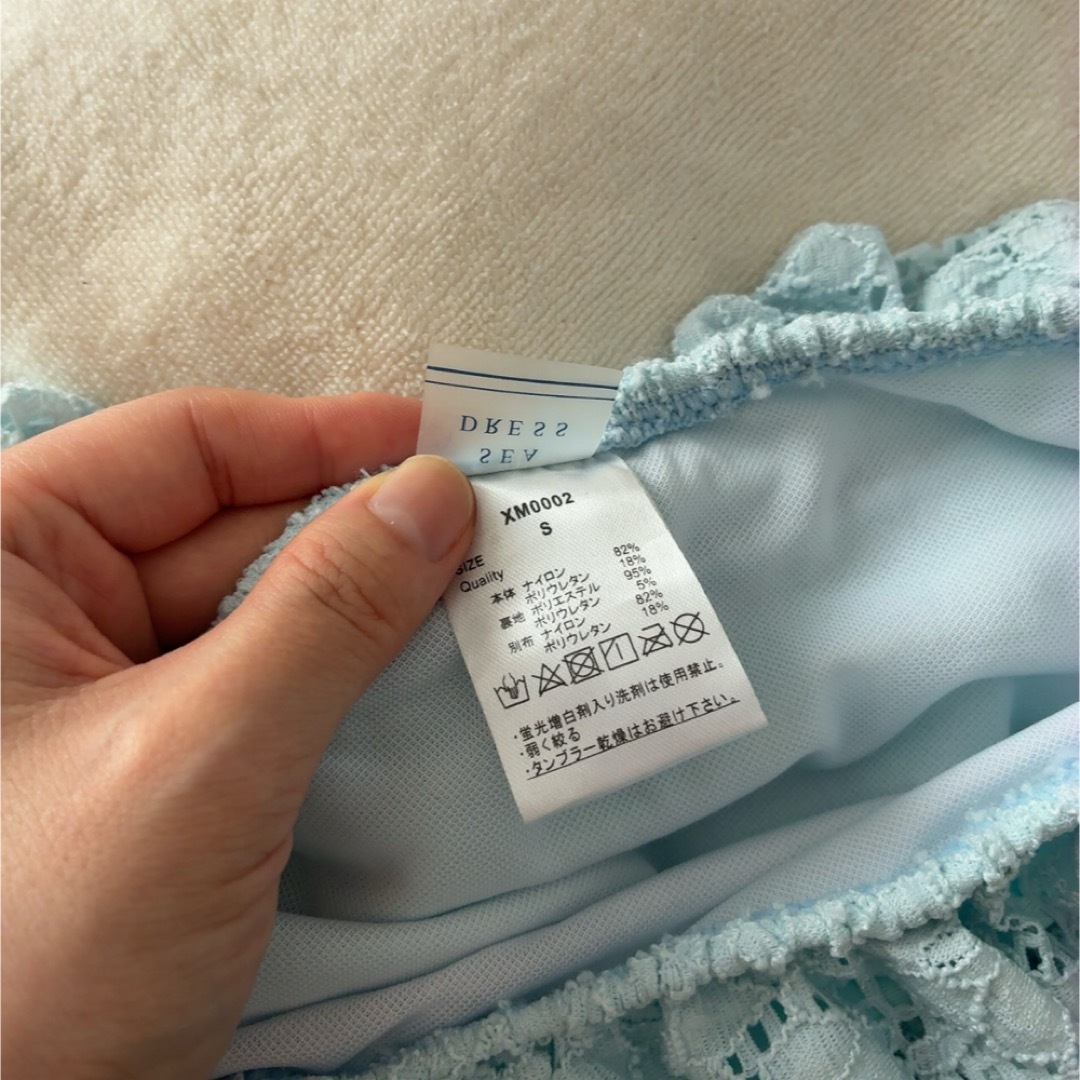 SEA
DRESS
XM0002
S
SIZE
Quality
本体 ナイロン 82%
ポリウレタン 18%
裏地 ポリエステル 95%
ポリウレタン 5%
別布 ナイロン 82%
ポリウレタン 18%
・蛍光増白剤入り洗剤は使用禁止。
・弱く絞る
・タンブラー乾燥はお避け下さい。